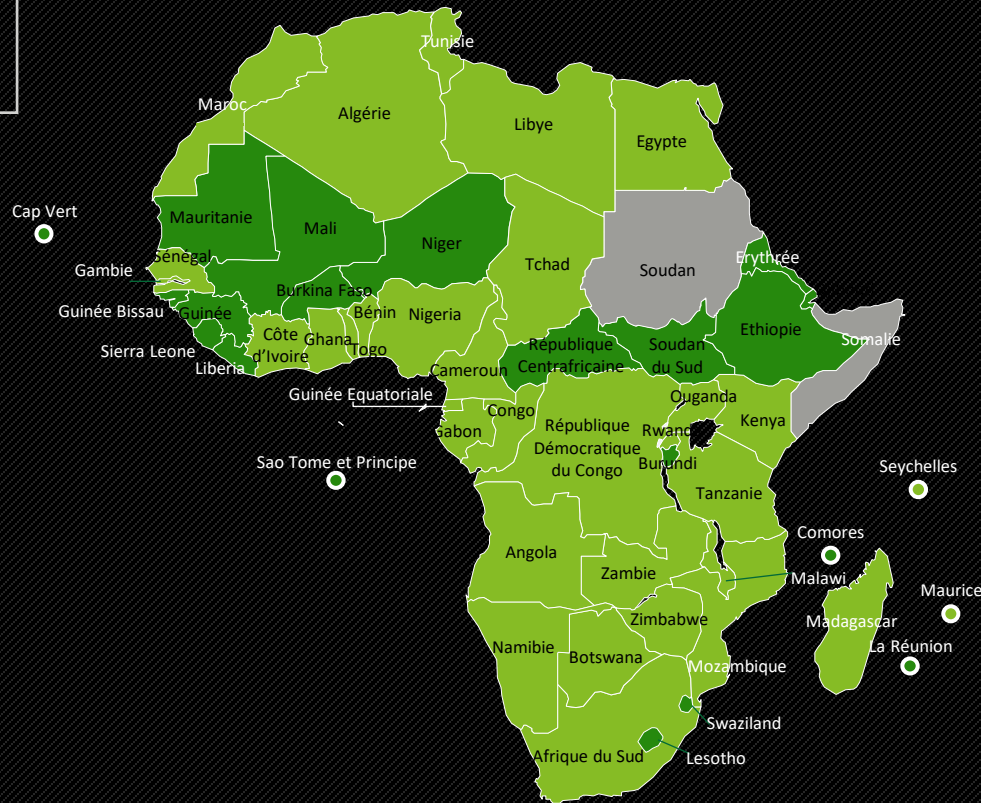 Tunisie
Maroc
Algérie
Libye
Egypte
Cap Vert
Mauritanie
Mali
Niger
Tchad
Soudan
Erythrée
Sénégal
Gambie
Guinée Bissau
Guinée
Burkina Faso
Bénin
Nigeria
Ethiopie
Somalie
Sierra Leone
Liberia
Côte
d'Ivoire
Ghana
Togo
Cameroun
République
Centrafricaine
Soudan
du Sud
Guinée Equatoriale
Congo
Gabon
République
Démocratique
du Congo
Ouganda
Kenya
Rwand
Burundi
Tanzanie
Sao Tome et Principe
Seychelles
Comores
Angola
Zambie
Malawi
Maurice
Madagascar
La Réunion
Zimbabwe
Namibie
Botswana
Mozambique
Swaziland
Afrique du Sud
Lesotho